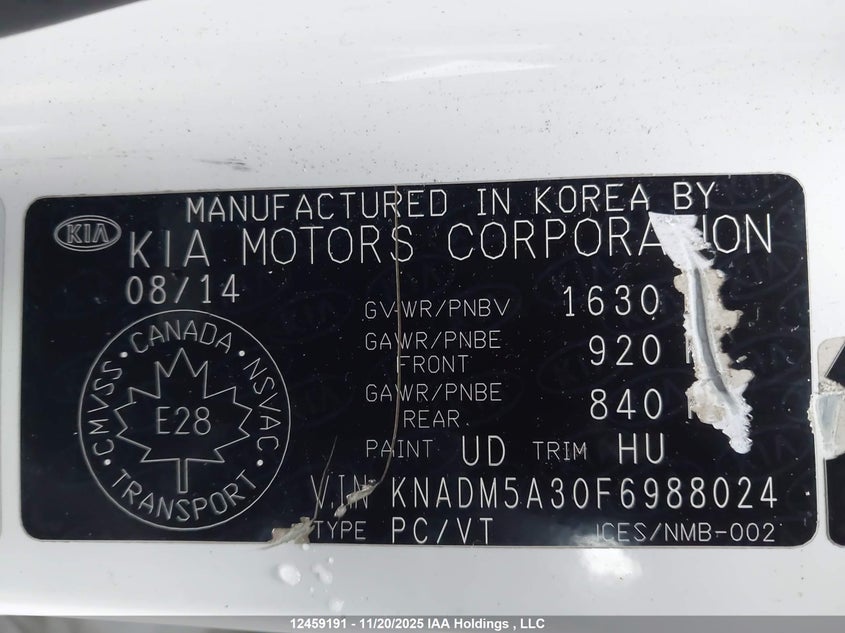 MANUFACTURED IN KOREA BY
KIA
KIA MOTORS CORPORATION
08/14
GVWR/PNBV 1630
GAWR/PNBE FRONT 920
GAWR/PNBE REAR 840
CMVSS · CANADA · NSVAC · TRANSPORT
E28
PAINT UD TRIM HU
V.IN KNADM5A30F6988024
TYPE PC/VT ICES/NMB-002
12459191 - 11/20/2025 IAA Holdings , LLC